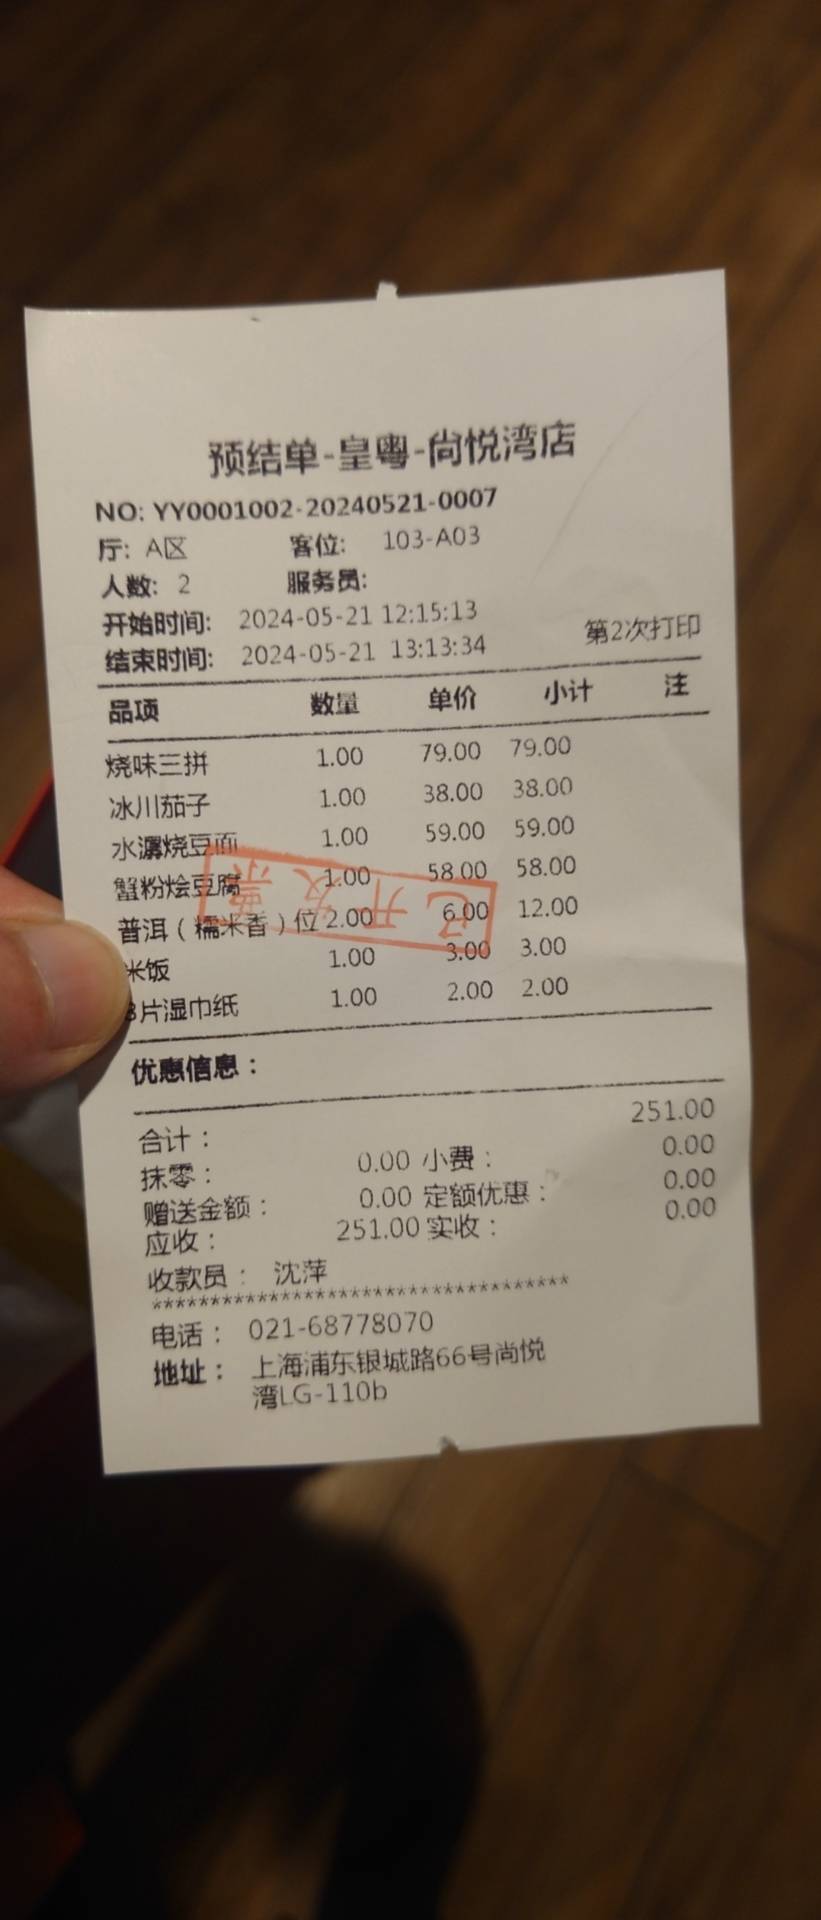 预结单-皇粤-尚悦湾店
NO: YY0001002-20240521-0007
厅: A区 客位: 103-A03
人数: 2 服务员:
开始时间: 2024-05-21 12:15:13
结束时间: 2024-05-21 13:13:34 第2次打印
品项 数量 单价 小计 注
烧味三拼 1.00 79.00 79.00
冰川茄子 1.00 38.00 38.00
水潺烧豆面 1.00 59.00 59.00
蟹粉烩豆腐 1.00 58.00 58.00
普洱（糯米香）位 2.00 6.00 12.00
米饭 1.00 3.00 3.00
8片湿巾纸 1.00 2.00 2.00
已开发票
优惠信息：
合计： 251.00
抹零： 0.00 小费： 0.00
赠送金额： 0.00 定额优惠： 0.00
应收： 251.00 实收： 0.00
收款员： 沈萍
************************************
电话： 021-68778070
地址： 上海浦东银城路66号尚悦
湾LG-110b